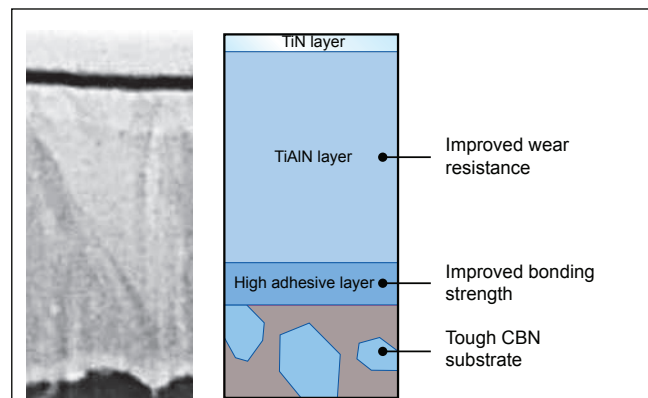 TiN layer
TiAlN layer
Improved wear
resistance
High adhesive layer
Improved bonding
strength
Tough CBN
substrate